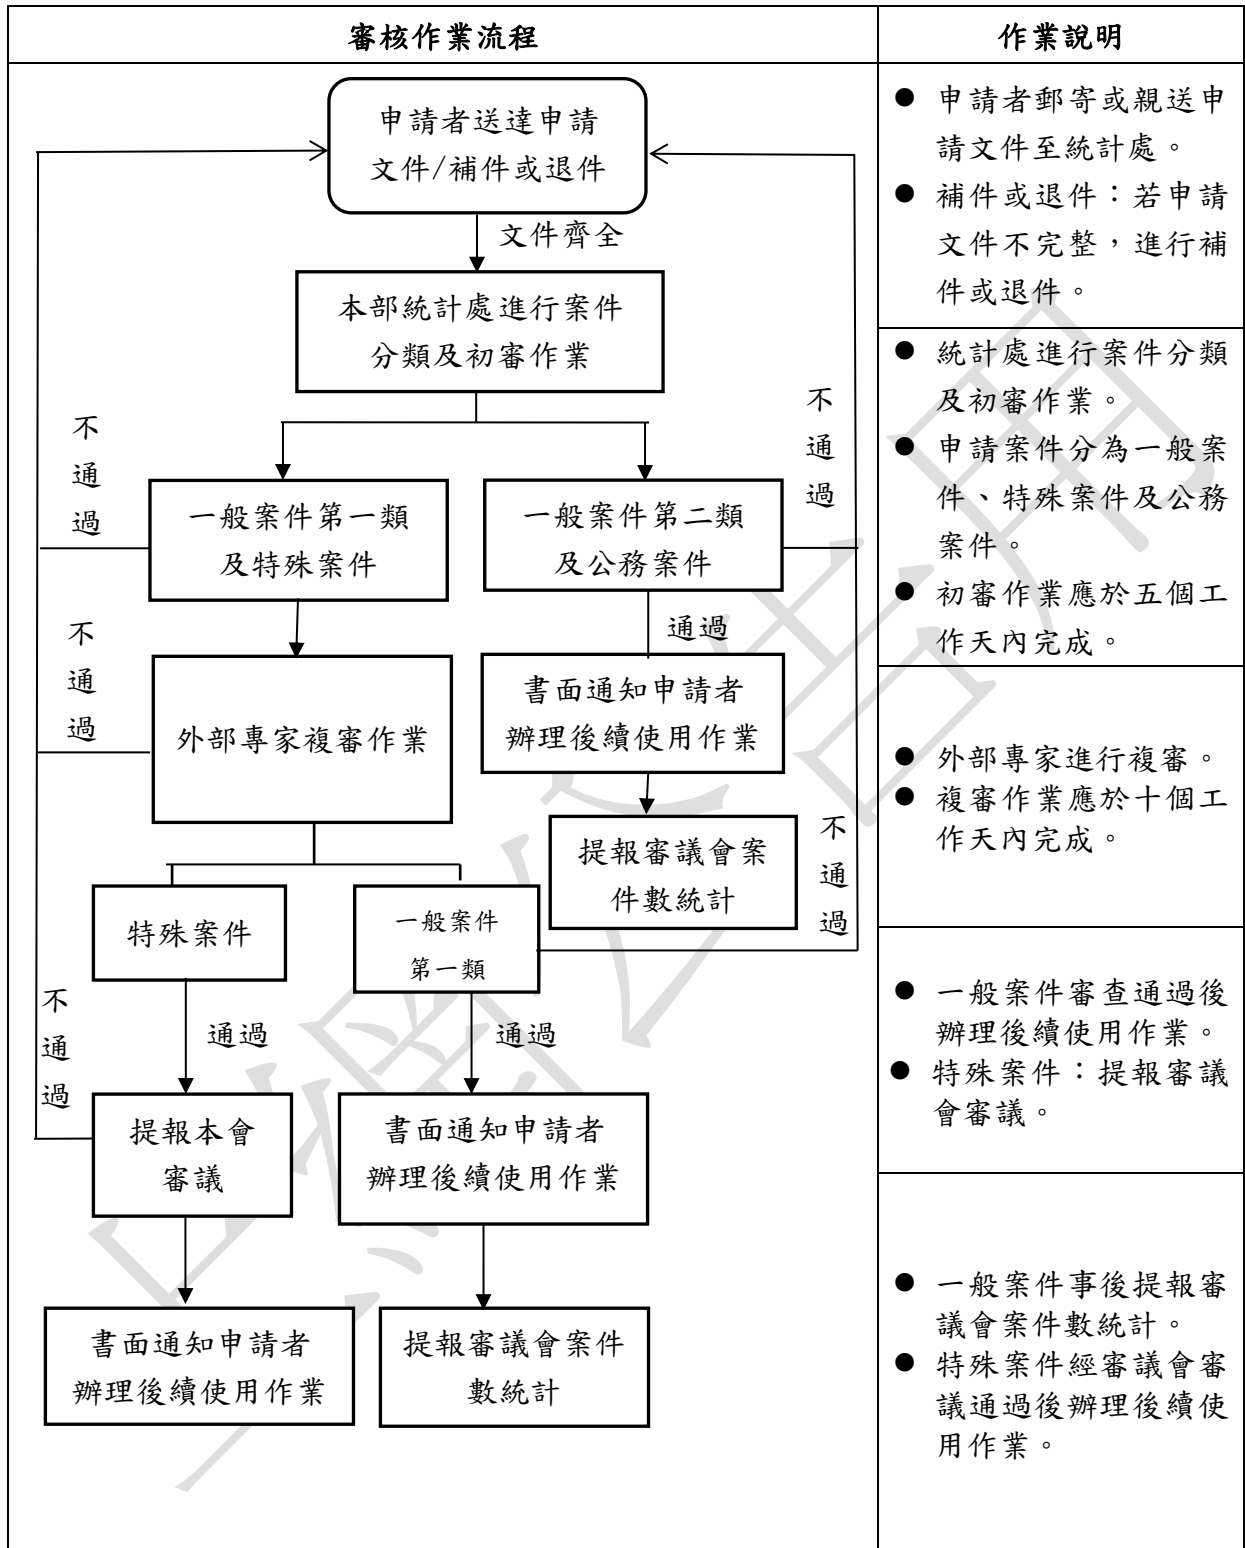 審核作業流程
作業說明
申請者送達申請
文件/補件或退件
文件齊全
本部統計處進行案件
分類及初審作業
不
通
過
不
通
過
一般案件第一類
及特殊案件
一般案件第二類
及公務案件
不
通
過
通過
外部專家複審作業
書面通知申請者
辦理後續使用作業
提報審議會案
件數統計
不
通
過
特殊案件
一般案件
第一類
不
通
過
通過
通過
提報本會
審議
書面通知申請者
辦理後續使用作業
書面通知申請者
辦理後續使用作業
提報審議會案件
數統計
● 申請者郵寄或親送申
請文件至統計處。
● 補件或退件：若申請
文件不完整，進行補
件或退件。
● 統計處進行案件分類
及初審作業。
● 申請案件分為一般案
件、特殊案件及公務
案件。
● 初審作業應於五個工
作天內完成。
● 外部專家進行複審。
● 複審作業應於十個工
作天內完成。
● 一般案件審查通過後
辦理後續使用作業。
● 特殊案件：提報審議
會審議。
● 一般案件事後提報審
議會案件數統計。
● 特殊案件經審議會審
議通過後辦理後續使
用作業。